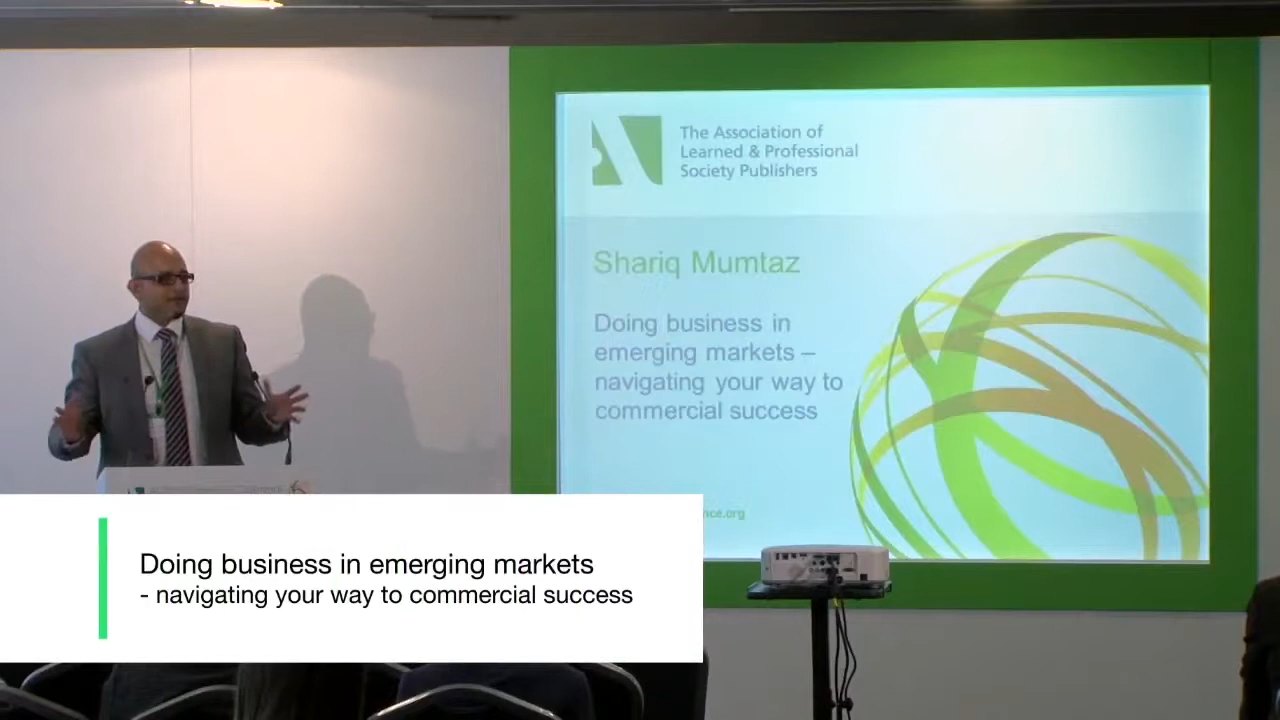 The Association of
Learned & Professional
Society Publishers
Shariq Mumtaz
Doing business in
emerging markets –
navigating your way to
commercial success
nce.org
Doing business in emerging markets
- navigating your way to commercial success